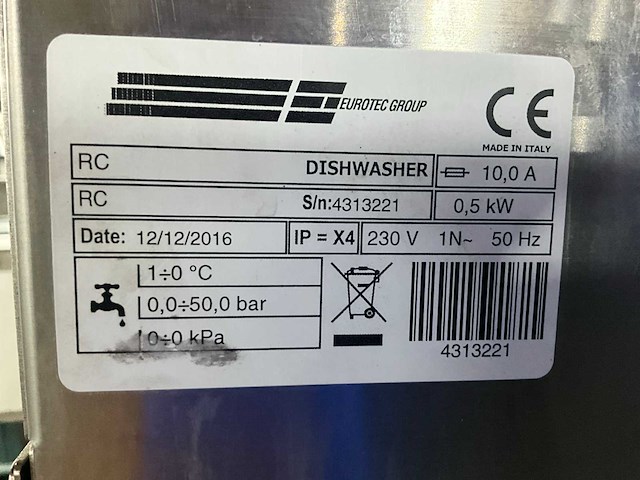 EUROTEC GROUP
CE
MADE IN ITALY
RC DISHWASHER 10,0 A
RC S/n:4313221 0,5 kW
Date: 12/12/2016 IP = X4 230 V 1N~ 50 Hz
1÷0 °C
0,0÷50,0 bar
0÷0 kPa
4313221